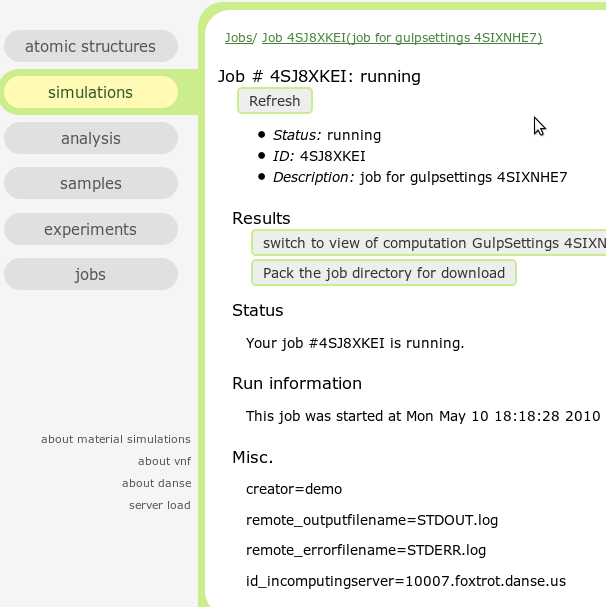 atomic structures
simulations
analysis
samples
experiments
jobs
about material simulations
about vnf
about danse
server load
Jobs/ Job 4SJ8XKEI(job for gulpsettings 4SIXNHE7)
Job # 4SJ8XKEI: running
Refresh
Status: running
ID: 4SJ8XKEI
Description: job for gulpsettings 4SIXNHE7
Results
switch to view of computation GulpSettings 4SIXN
Pack the job directory for download
Status
Your job #4SJ8XKEI is running.
Run information
This job was started at Mon May 10 18:18:28 2010
Misc.
creator=demo
remote_outputfilename=STDOUT.log
remote_errorfilename=STDERR.log
id_incomputingserver=10007.foxtrot.danse.us